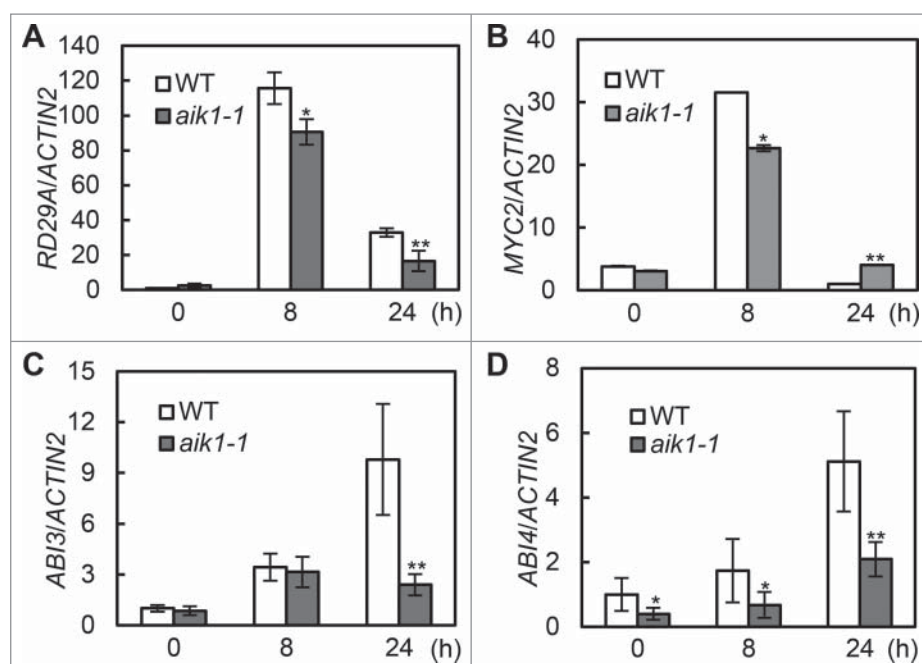 A
RD29A/ACTIN2
140
120
100
80
60
40
20
0
WT
aik1-1
*
**
0 8 24 (h)
B
MYC2/ACTIN2
40
30
20
10
0
WT
aik1-1
*
**
0 8 24 (h)
C
ABI3/ACTIN2
15
12
9
6
3
0
WT
aik1-1
**
0 8 24 (h)
D
ABI4/ACTIN2
8
6
4
2
0
WT
aik1-1
*
*
**
0 8 24 (h)